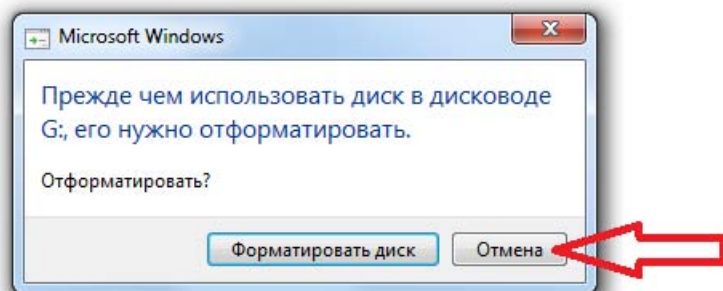 Microsoft Windows
Прежде чем использовать диск в дисководе
G:, его нужно отформатировать.
Отформатировать?
Форматировать диск
Отмена